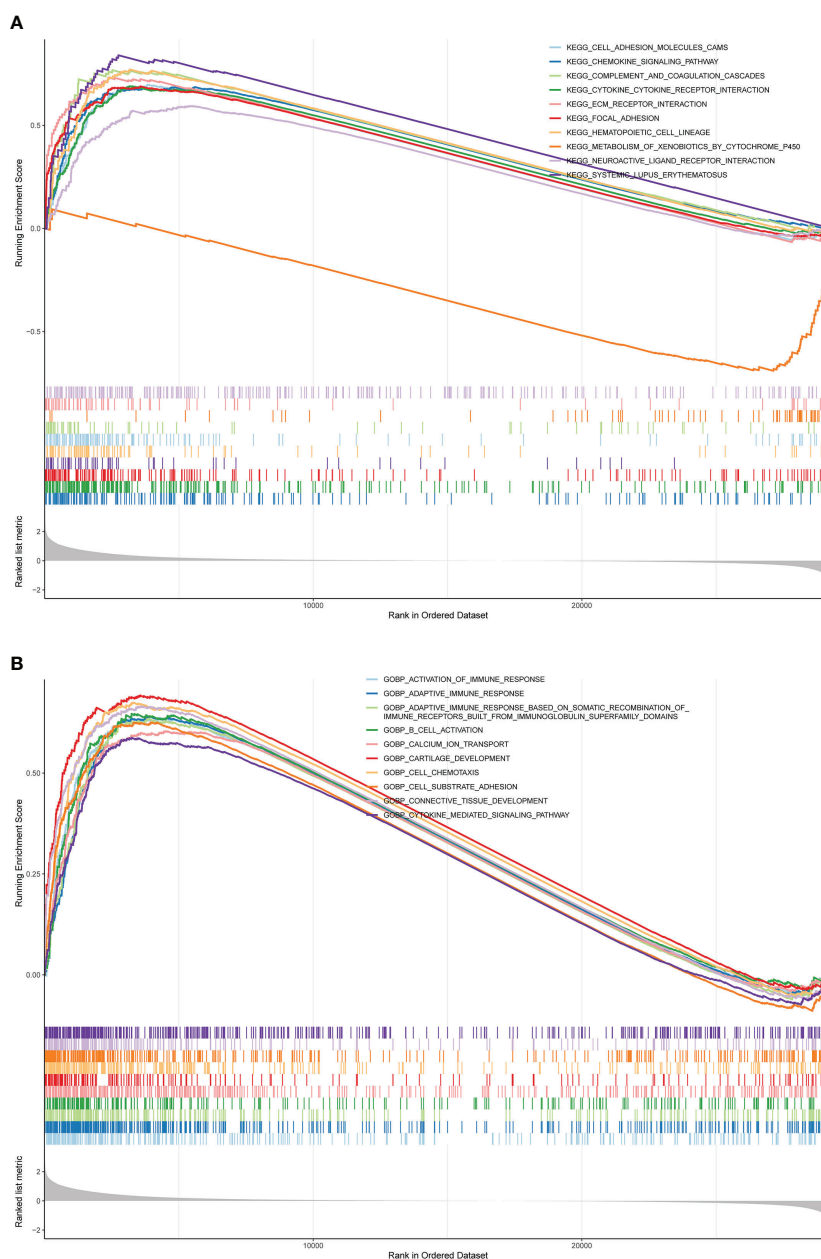 A
KEGG_CELL_ADHESION_MOLECULES_CAMS
KEGG_CHEMOKINE_SIGNALING_PATHWAY
KEGG_COMPLEMENT_AND_COAGULATION_CASCADES
KEGG_CYTOKINE_CYTOKINE_RECEPTOR_INTERACTION
KEGG_ECM_RECEPTOR_INTERACTION
KEGG_FOCAL_ADHESION
KEGG_HEMATOPOIETIC_CELL_LINEAGE
KEGG_METABOLISM_OF_XENOBIOTICS_BY_CYTOCHROME_P450
KEGG_NEUROACTIVE_LIGAND_RECEPTOR_INTERACTION
KEGG_SYSTEMIC_LUPUS_ERYTHEMATOSUS
Running Enrichment Score
0.5
0.0
−0.5
Ranked list metric
2
0
−2
10000
20000
Rank in Ordered Dataset
B
GOBP_ACTIVATION_OF_IMMUNE_RESPONSE
GOBP_ADAPTIVE_IMMUNE_RESPONSE
GOBP_ADAPTIVE_IMMUNE_RESPONSE_BASED_ON_SOMATIC_RECOMBINATION_OF_
IMMUNE_RECEPTORS_BUILT_FROM_IMMUNOGLOBULIN_SUPERFAMILY_DOMAINS
GOBP_B_CELL_ACTIVATION
GOBP_CALCIUM_ION_TRANSPORT
GOBP_CARTILAGE_DEVELOPMENT
GOBP_CELL_CHEMOTAXIS
GOBP_CELL_SUBSTRATE_ADHESION
GOBP_CONNECTIVE_TISSUE_DEVELOPMENT
GOBP_CYTOKINE_MEDIATED_SIGNALING_PATHWAY
Running Enrichment Score
0.50
0.25
0.00
Ranked list metric
2
0
−2
10000
20000
Rank in Ordered Dataset